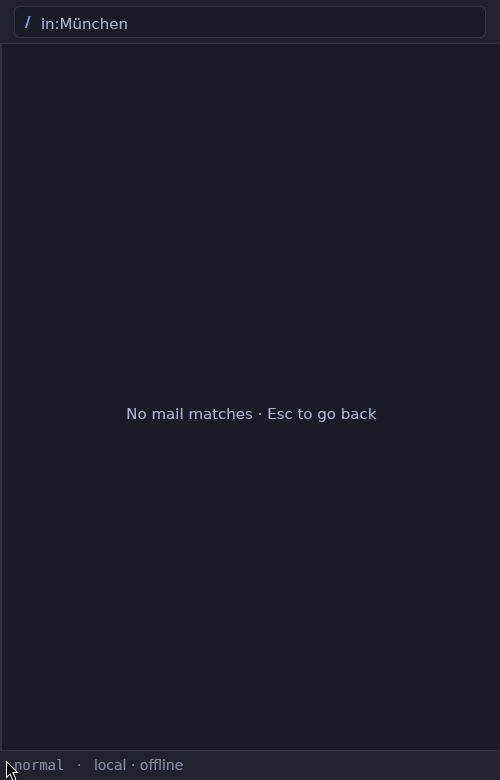 / in:München
No mail matches · Esc to go back
normal · local · offline